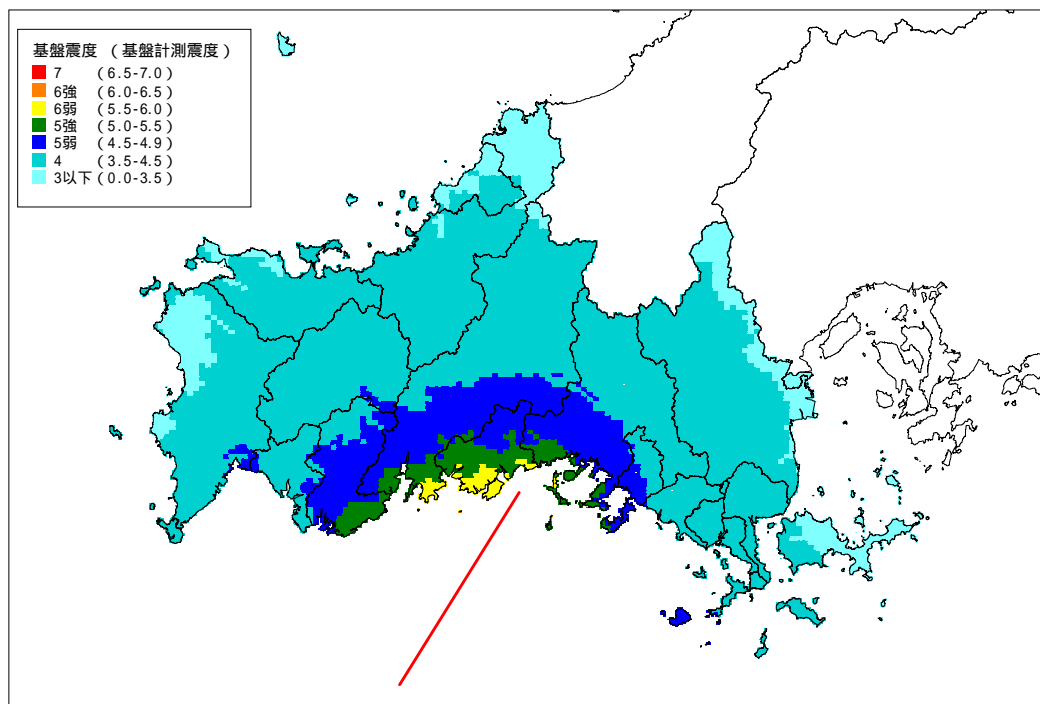 基盤震度 （基盤計測震度）
7 （6.5-7.0）
6強 （6.0-6.5）
6弱 （5.5-6.0）
5強 （5.0-5.5）
5弱 （4.5-4.9）
4 （3.5-4.5）
3以下 （0.0-3.5）